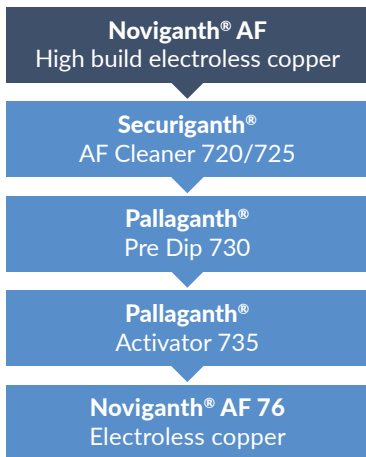 Noviganth® AF
High build electroless copper
Securiganth®
AF Cleaner 720/725
Pallaganth®
Pre Dip 730
Pallaganth®
Activator 735
Noviganth® AF 76
Electroless copper